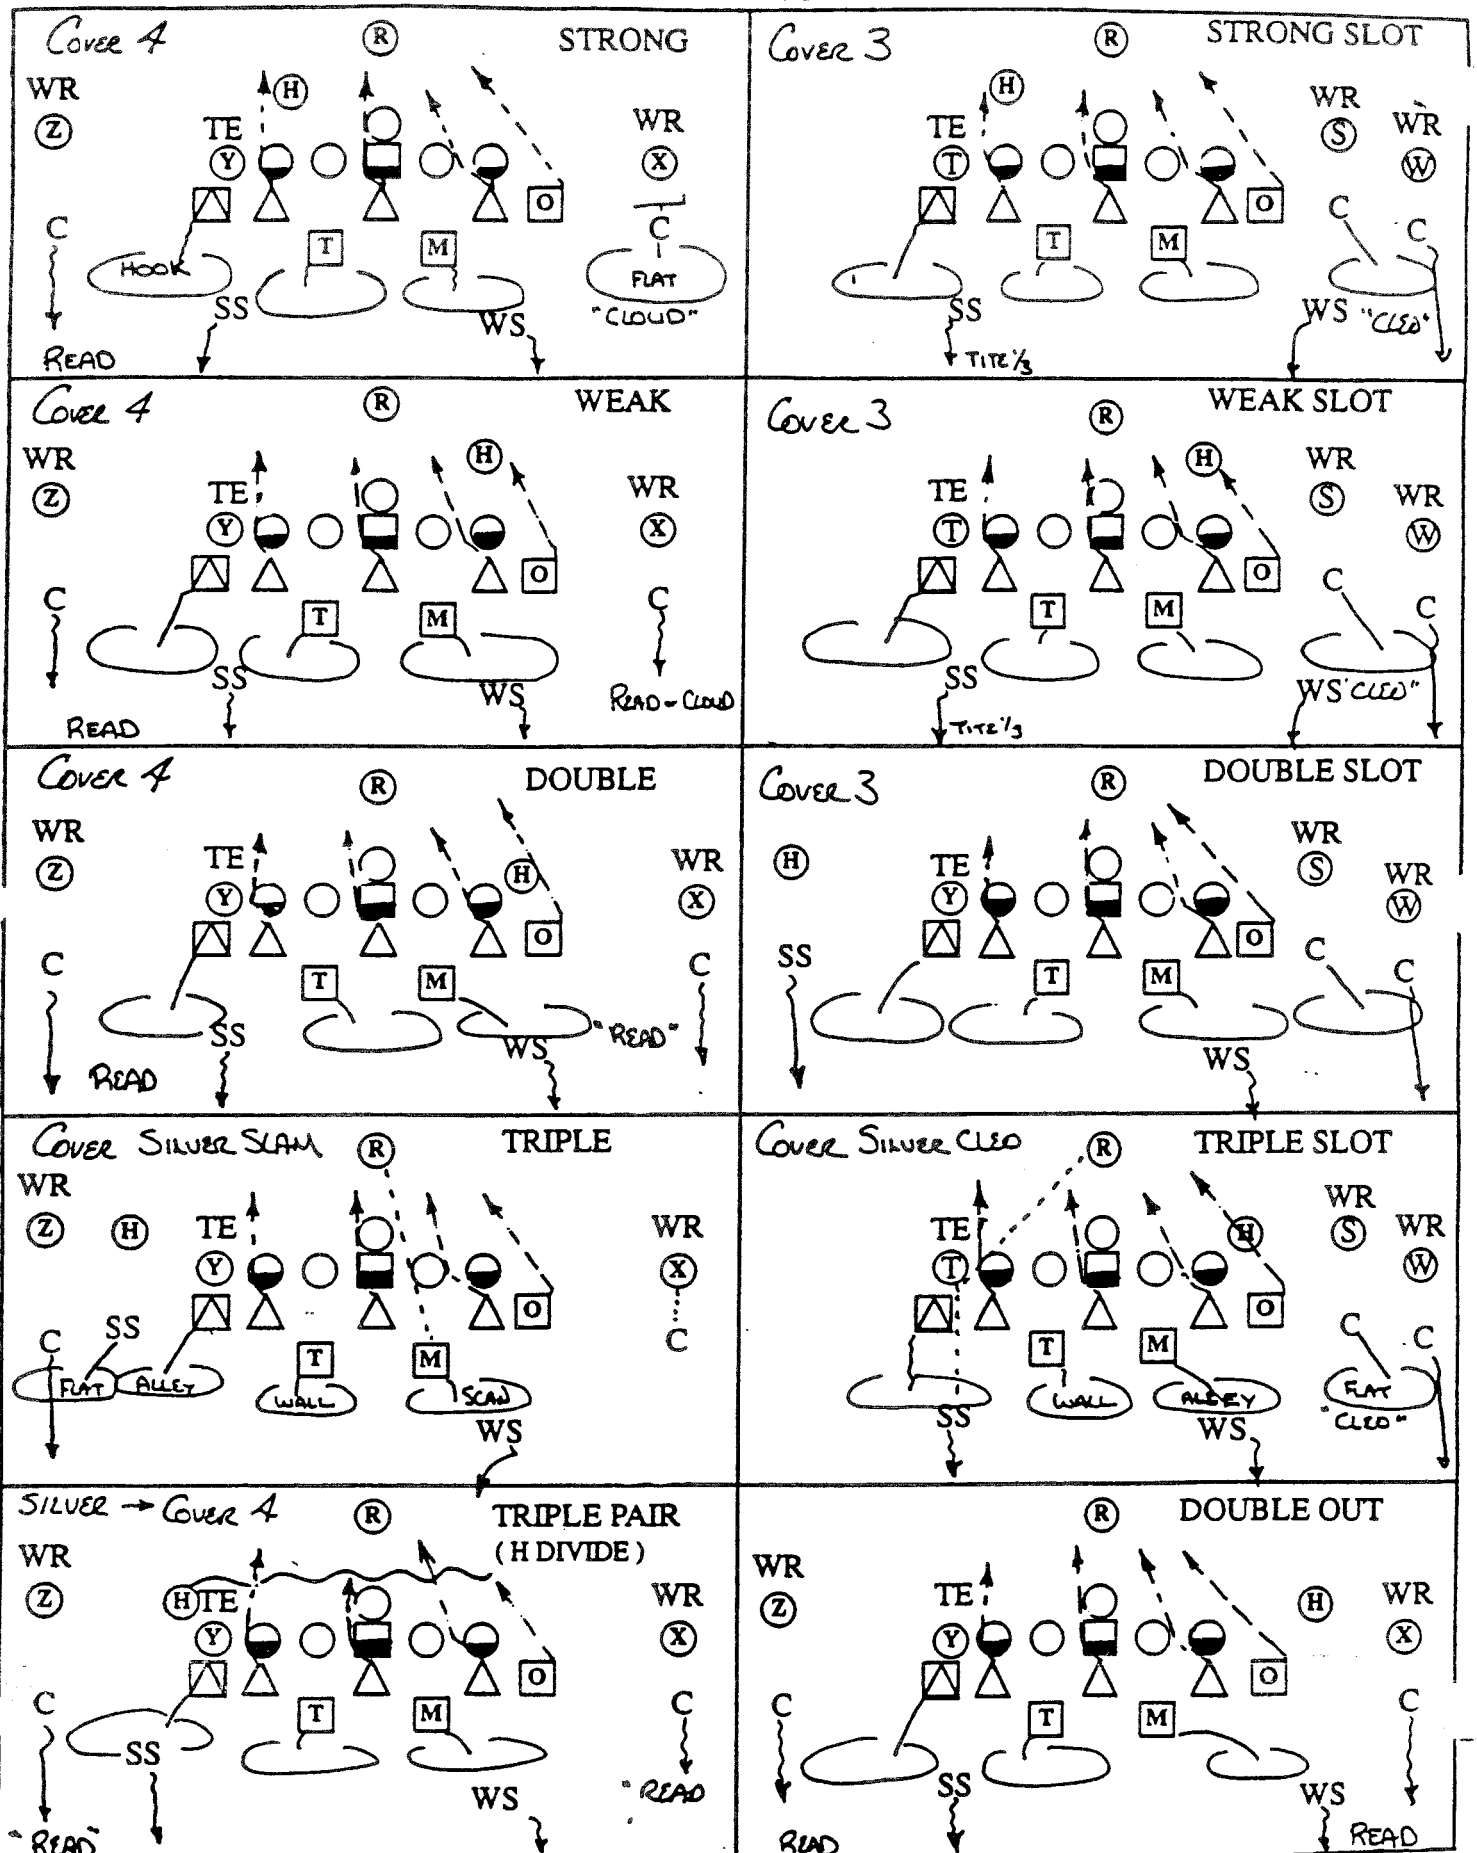 Cover 4 R STRONG
WR H
Z TE WR
Y X
O
C T M C
HOOK FLAT
SS WS "CLOUD"
READ
Cover 3 R STRONG SLOT
H WR
TE S WR
T W
O C
T M C
SS WS "CLEO"
TITE 1/3
Cover 4 R WEAK
WR H
Z TE WR
Y X
O
C T M C
SS WS READ - CLOUD
READ
Cover 3 R WEAK SLOT
H WR
TE S WR
T W
O C
T M C
SS WS "CLEO"
TITE 1/3
Cover 4 R DOUBLE
WR
Z TE H WR
Y X
O
C T M C
SS WS "READ"
READ
Cover 3 R DOUBLE SLOT
WR
H TE S WR
Y W
O
SS T M C C
WS
COVER SILVER SLAM R TRIPLE
WR
Z H TE WR
Y X
O
C SS T M C
FLAT ALLEY WALL SCAN
WS
COVER SILVER CLEO R TRIPLE SLOT
WR
TE H S WR
T W
O
T M C C
WALL ALLEY FLAT
SS WS "CLEO"
SILVER → COVER 4 R TRIPLE PAIR
( H DIVIDE )
WR
Z H TE WR
Y X
O
C T M C
SS WS "READ
"READ"
R DOUBLE OUT
WR
Z TE H WR
Y X
O
C T M C
SS WS
READ READ